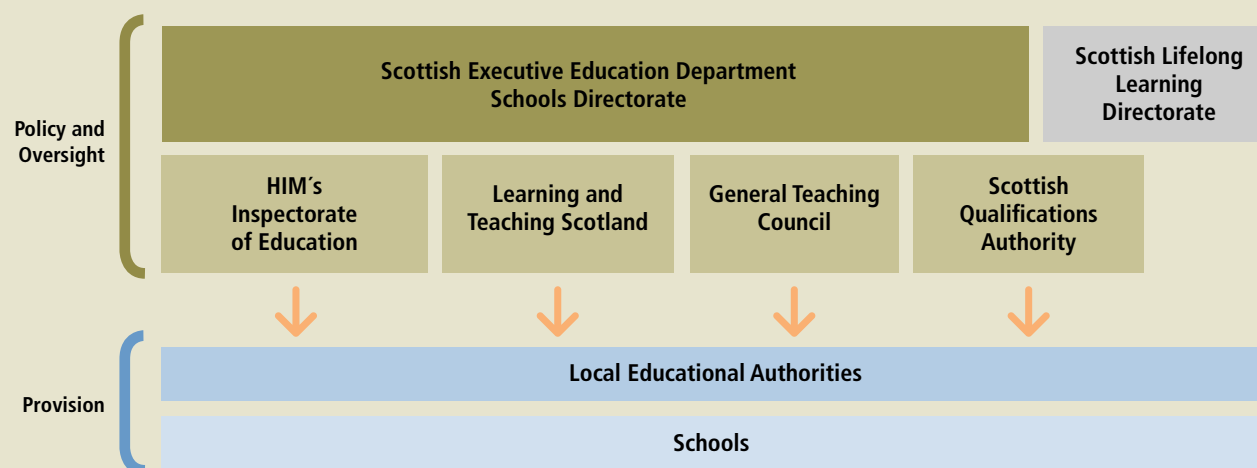 Policy and
Oversight
Scottish Executive Education Department
Schools Directorate
Scottish Lifelong
Learning
Directorate
HIM´s
Inspectorate
of Education
Learning and
Teaching Scotland
General Teaching
Council
Scottish
Qualifications
Authority
Provision
Local Educational Authorities
Schools